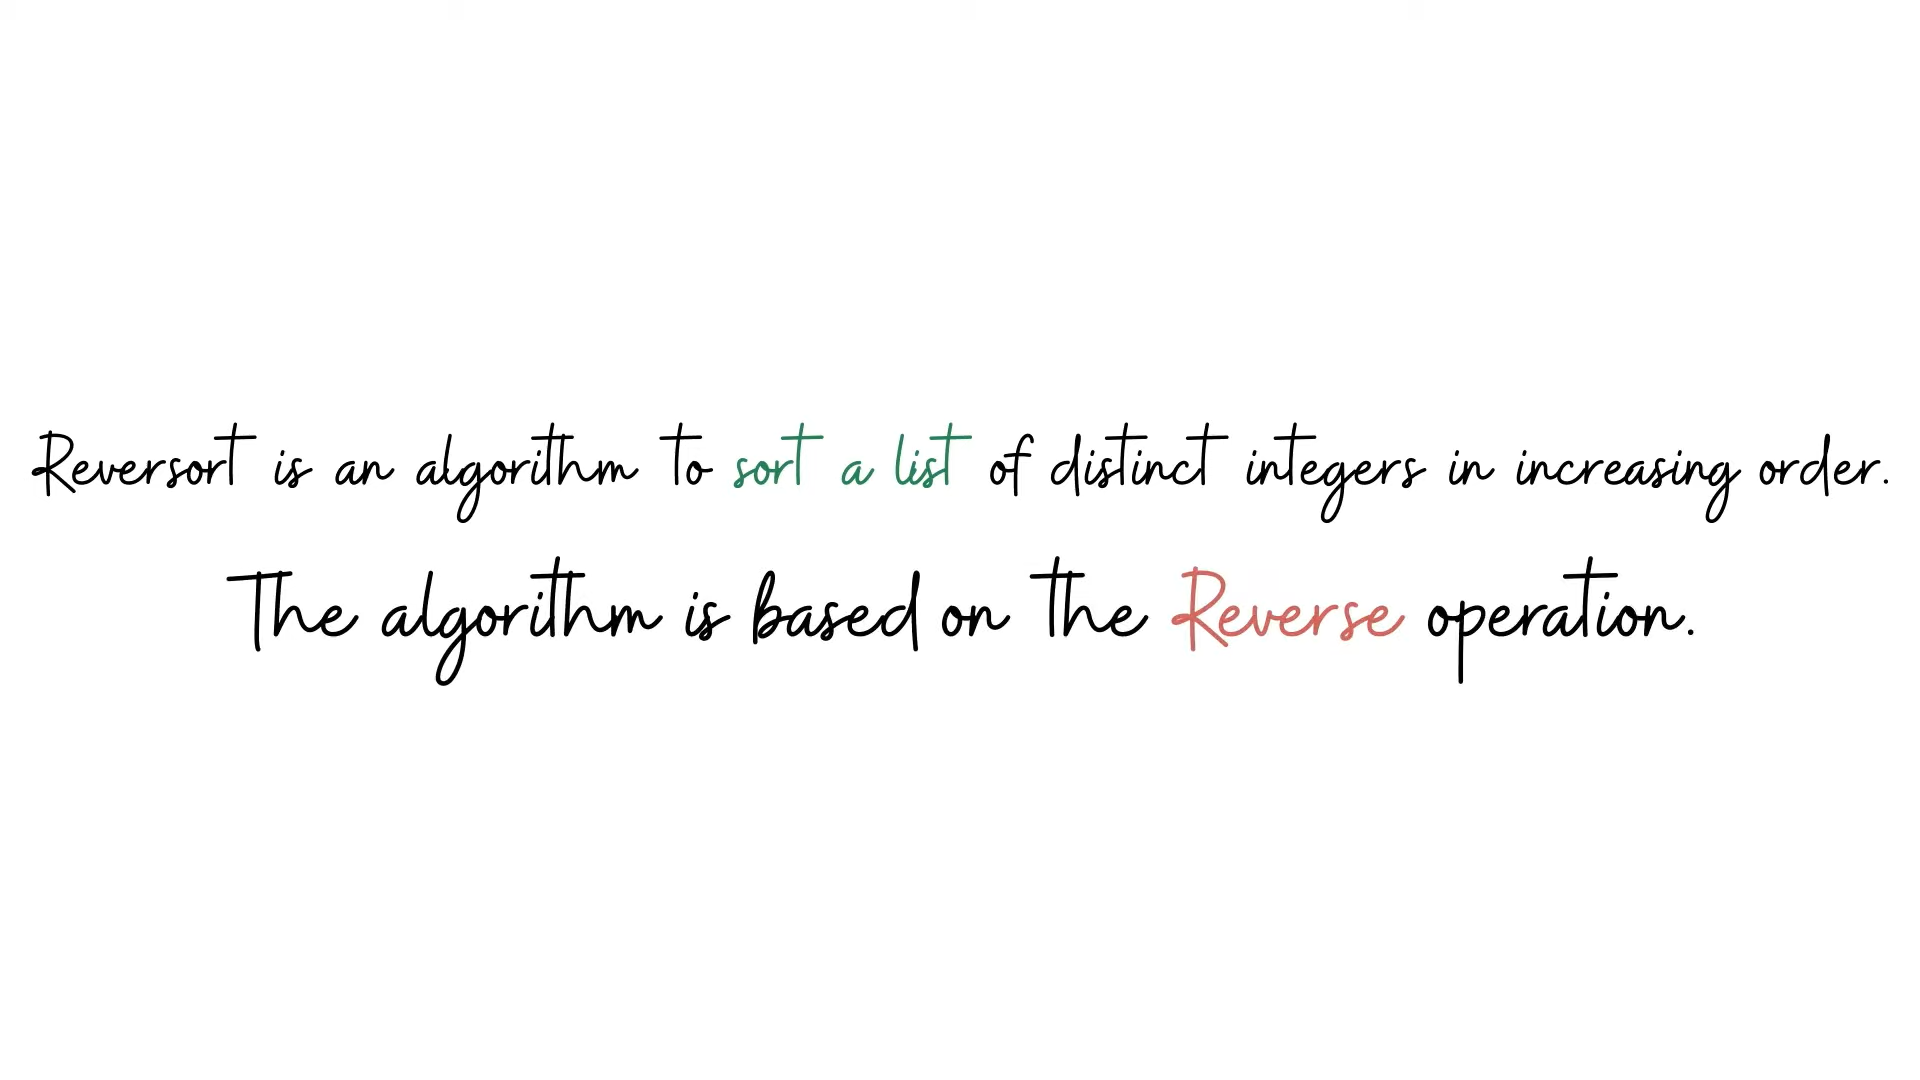 Reversort is an algorithm to sort a list of distinct integers in increasing order.
The algorithm is based on the Reverse operation.